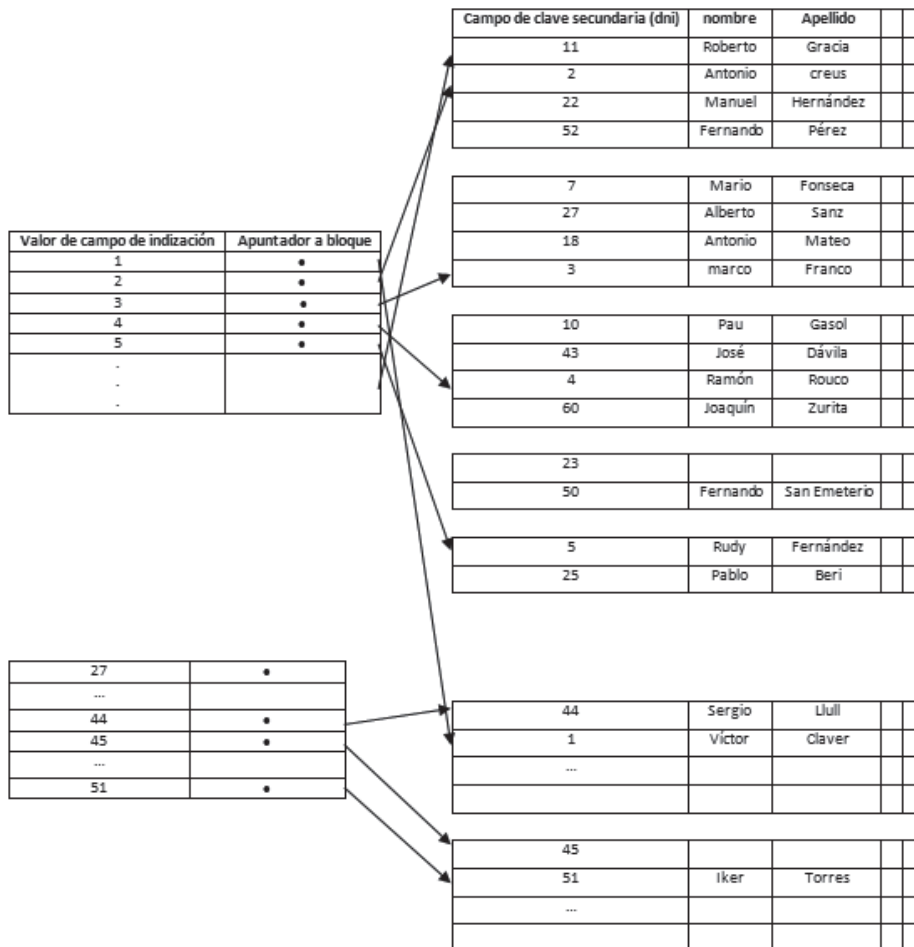 Campo de clave secundaria (dni) nombre Apellido
11 Roberto Gracia
2 Antonio creus
22 Manuel Hernández
52 Fernando Pérez
7 Mario Fonseca
27 Alberto Sanz
18 Antonio Mateo
3 marco Franco
Valor de campo de indización Apuntador a bloque
1
2
3
4
5
.
.
.
10 Pau Gasol
43 José Dávila
4 Ramón Rouco
60 Joaquín Zurita
23
50 Fernando San Emeterio
5 Rudy Fernández
25 Pablo Beri
27
...
44
45
...
51
44 Sergio Llull
1 Víctor Claver
...
45
51 Iker Torres
...